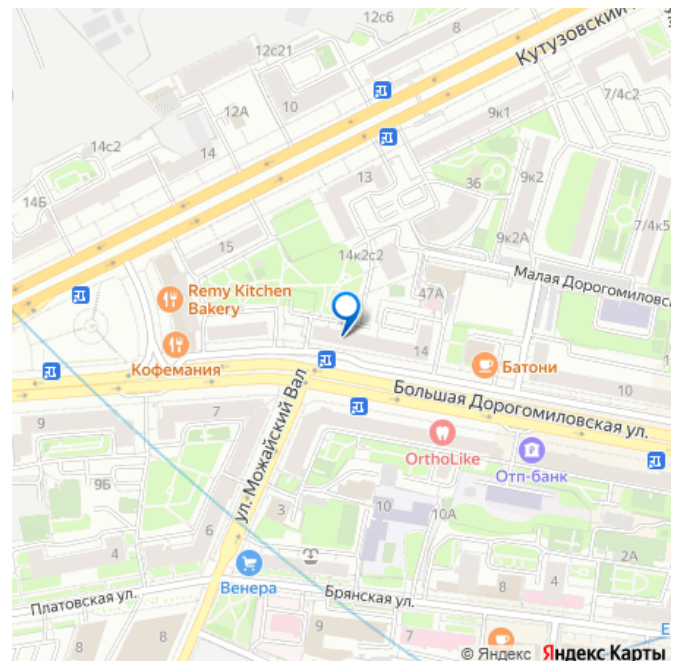 12с6
8
Кутузовский
12с21
7/4с2
12А
10
9к1
14с2
14
13
36
9к2
14Б
9к2А
7/4к5
15
14к2с2
Малая Дорогомиловс
Remy Kitchen
Bakery
47А
Кофемания
14
Батони
10
Большая Дорогомиловская ул.
ул. Можайский Вал
7
9
OrthoLike
Отп-банк
9Б
3
10
10А
6
4
2А
Венера
8
4
Платовская ул.
Брянская ул.
8
8
9
7
Е
© Яндекс Яндекс Карты